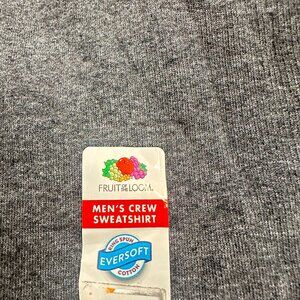 FRUIT OF THE LOOM.
MEN'S CREW
SWEATSHIRT
RING SPUN
EVERSOFT
COTTON